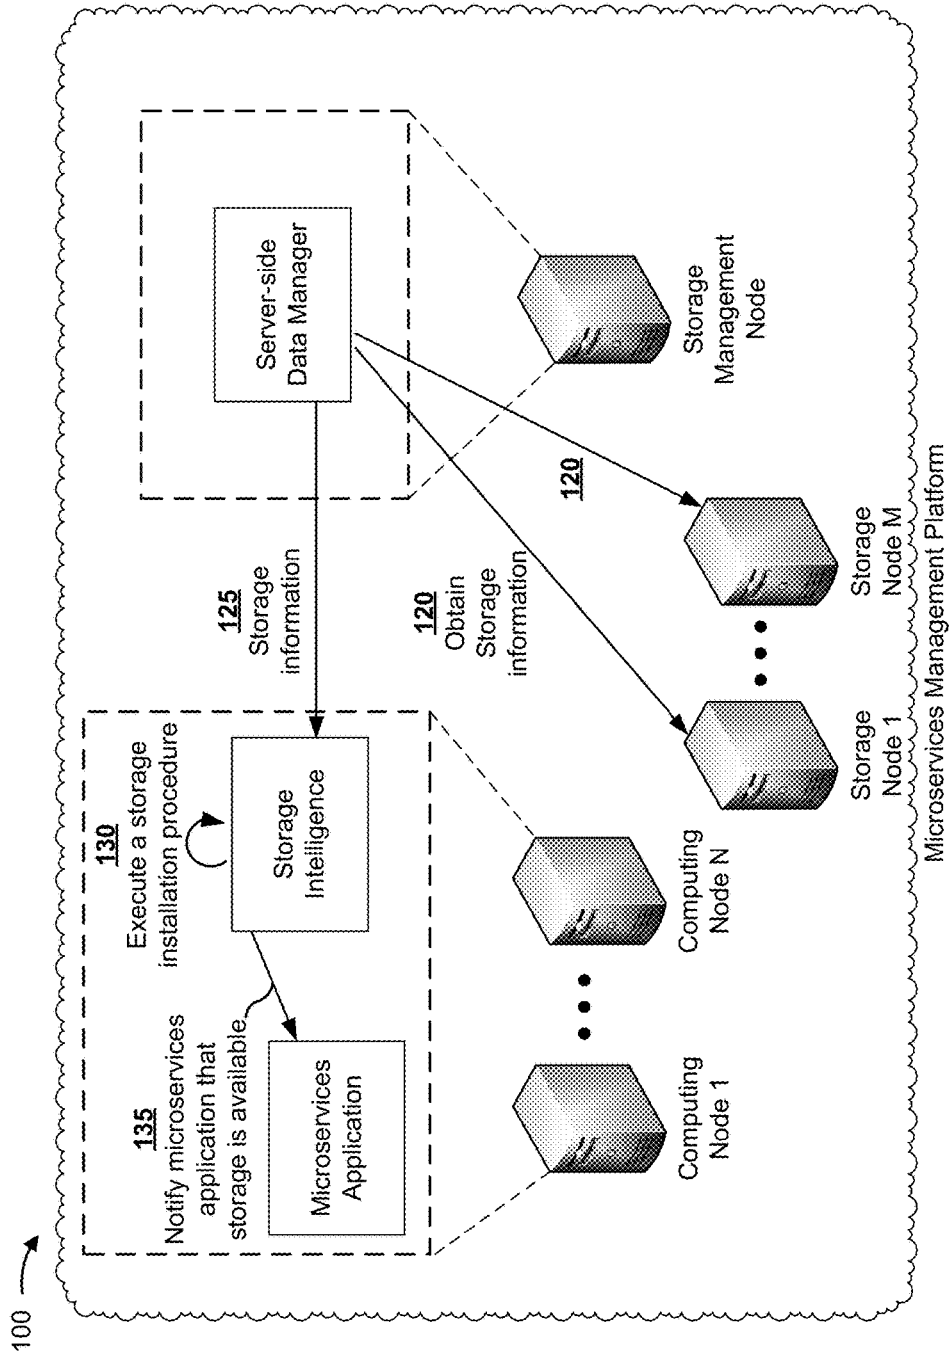 100
135
Notify microservices
application that
storage is available
130
Execute a storage
installation procedure
125
Storage
information
Server-side
Data Manager
Storage
Intelligence
Microservices
Application
120
Obtain
Storage
information
120
Computing
Node 1
Computing
Node N
Storage
Management
Node
Storage
Node 1
Storage
Node M
Microservices Management Platform